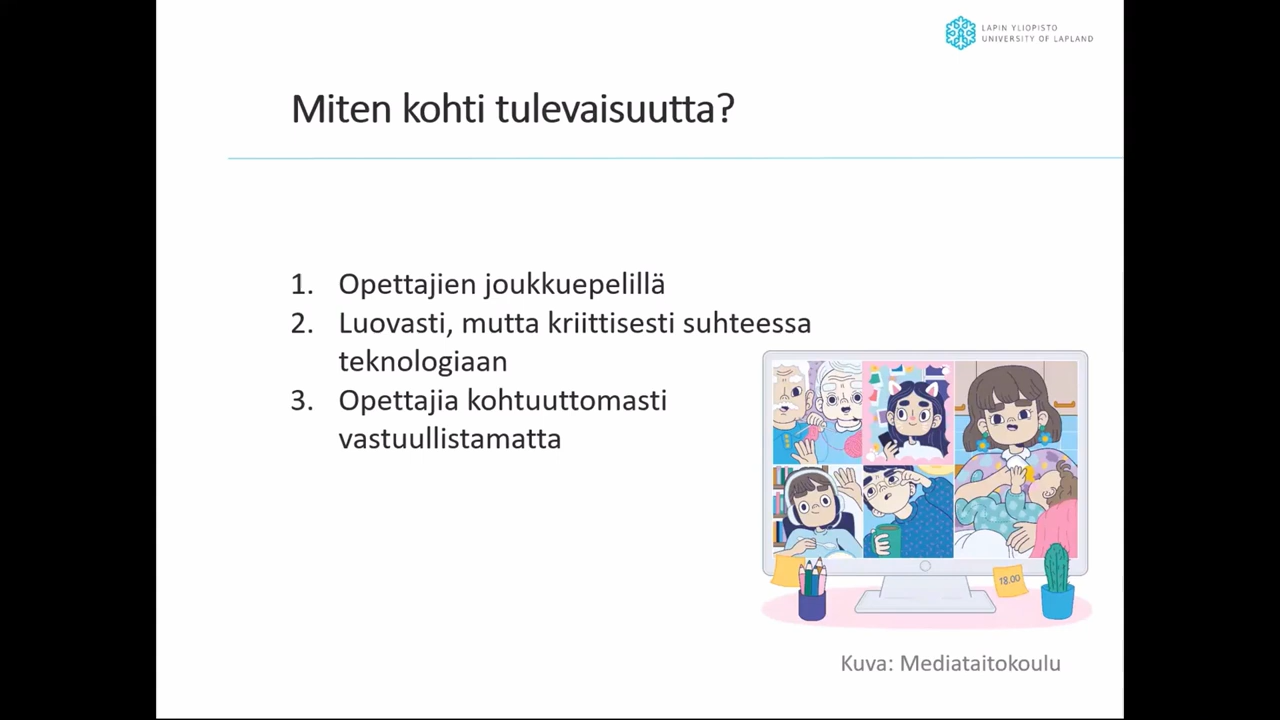 LAPIN YLIOPISTO
UNIVERSITY OF LAPLAND
Miten kohti tulevaisuutta?
1. Opettajien joukkuepelillä
2. Luovasti, mutta kriittisesti suhteessa
teknologiaan
3. Opettajia kohtuuttomasti
vastuullistamatta
18.00
Kuva: Mediataitokoulu